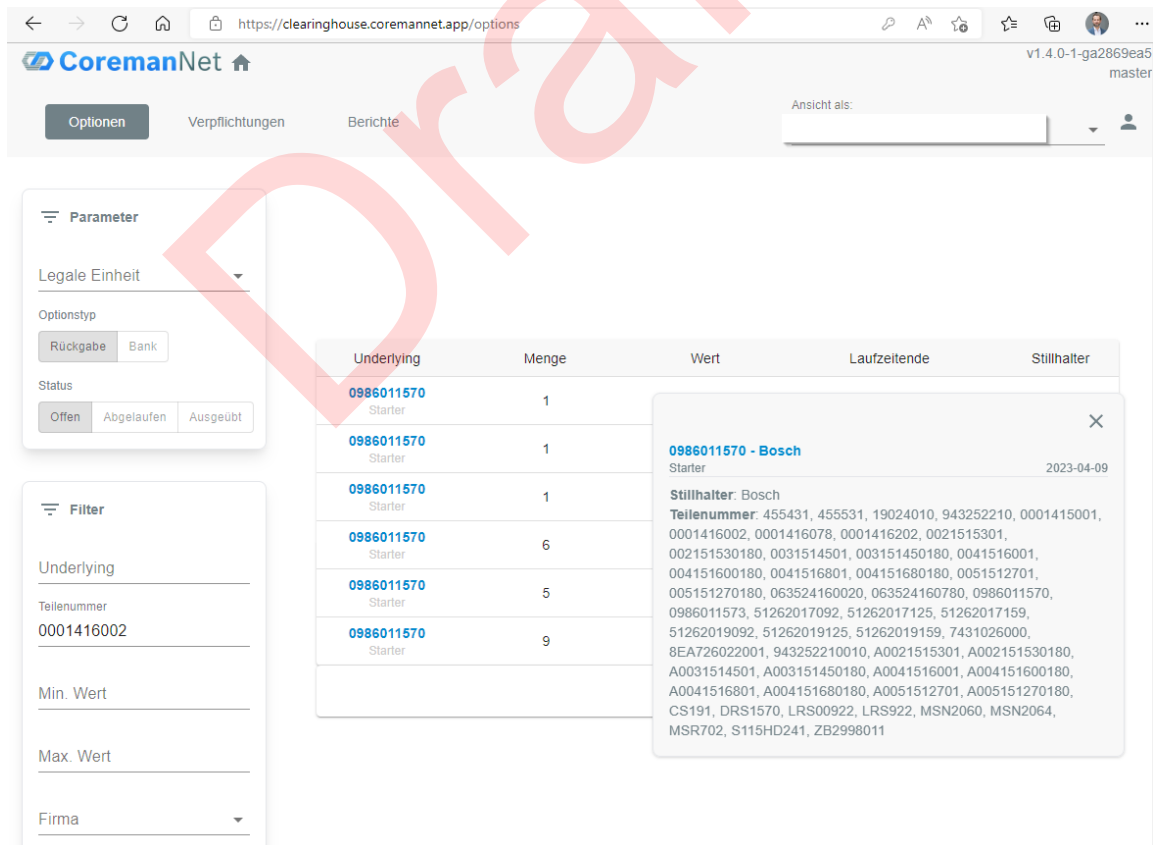 https://clearinghouse.coremannet.app/options
CoremanNet
v1.4.0-1-ga2869ea5
master
Optionen Verpflichtungen Berichte
Ansicht als:
Parameter
Legale Einheit
Optionstyp
Rückgabe Bank
Status
Offen Abgelaufen Ausgeübt
Filter
Underlying
Teilenummer
0001416002
Min. Wert
Max. Wert
Firma
Underlying Menge Wert Laufzeitende Stillhalter
0986011570 1
Starter
0986011570 1
Starter
0986011570 1
Starter
0986011570 6
Starter
0986011570 5
Starter
0986011570 9
Starter
0986011570 - Bosch
Starter 2023-04-09
Stillhalter: Bosch
Teilenummer: 455431, 455531, 19024010, 943252210, 0001415001,
0001416002, 0001416078, 0001416202, 0021515301,
002151530180, 0031514501, 003151450180, 0041516001,
004151600180, 0041516801, 004151680180, 0051512701,
005151270180, 063524160020, 063524160780, 0986011570,
0986011573, 51262017092, 51262017125, 51262017159,
51262019092, 51262019125, 51262019159, 7431026000,
8EA726022001, 943252210010, A0021515301, A002151530180,
A0031514501, A003151450180, A0041516001, A004151600180,
A0041516801, A004151680180, A0051512701, A005151270180,
CS191, DRS1570, LRS00922, LRS922, MSN2060, MSN2064,
MSR702, S115HD241, ZB2998011